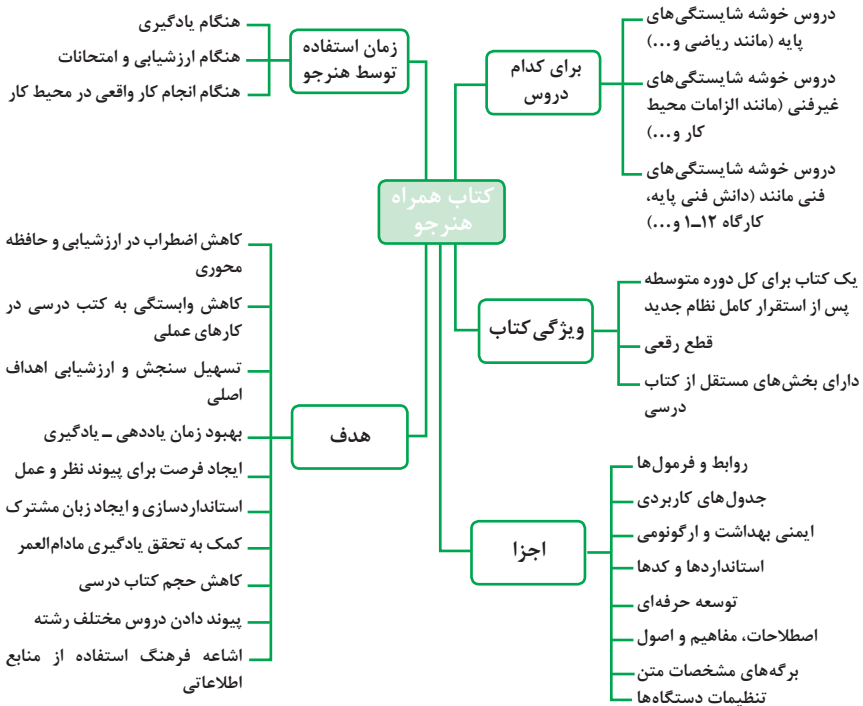 کتاب همراه
هنرجو
برای کدام
دروس
دروس خوشه شایستگی‌های
پایه (مانند ریاضی و...)
دروس خوشه شایستگی‌های
غیرفنی (مانند الزامات محیط
کار و...)
دروس خوشه شایستگی‌های
فنی مانند (دانش فنی پایه،
کارگاه ۱۲ـ۱ و...)
ویژگی کتاب
یک کتاب برای کل دوره متوسطه
پس از استقرار کامل نظام جدید
قطع رقعی
دارای بخش‌های مستقل از کتاب
درسی
اجزا
روابط و فرمول‌ها
جدول‌های کاربردی
ایمنی بهداشت و ارگونومی
استانداردها و کدها
توسعه حرفه‌ای
اصطلاحات، مفاهیم و اصول
برگه‌های مشخصات متن
تنظیمات دستگاه‌ها
زمان استفاده
توسط هنرجو
هنگام یادگیری
هنگام ارزشیابی و امتحانات
هنگام انجام کار واقعی در محیط کار
هدف
کاهش اضطراب در ارزشیابی و حافظه
محوری
کاهش وابستگی به کتب درسی در
کارهای عملی
تسهیل سنجش و ارزشیابی اهداف
اصلی
بهبود زمان یاددهی ـ یادگیری
ایجاد فرصت برای پیوند نظر و عمل
استانداردسازی و ایجاد زبان مشترک
کمک به تحقق یادگیری مادام‌العمر
کاهش حجم کتاب درسی
پیوند دادن دروس مختلف رشته
اشاعه فرهنگ استفاده از منابع
اطلاعاتی